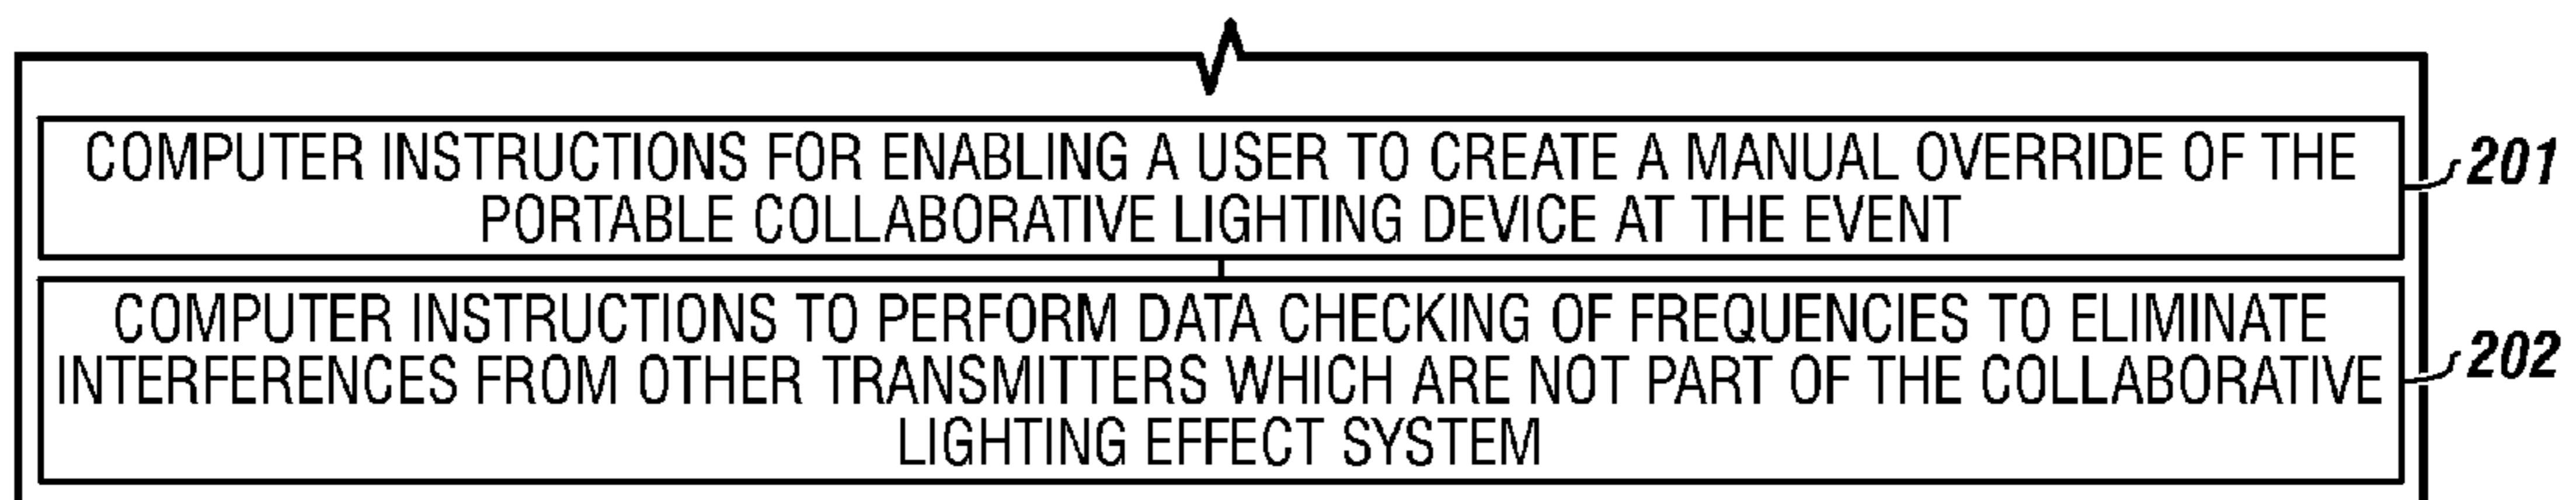 COMPUTER INSTRUCTIONS FOR ENABLING A USER TO CREATE A MANUAL OVERRIDE OF THE
PORTABLE COLLABORATIVE LIGHTING DEVICE AT THE EVENT
201
COMPUTER INSTRUCTIONS TO PERFORM DATA CHECKING OF FREQUENCIES TO ELIMINATE
INTERFERENCES FROM OTHER TRANSMITTERS WHICH ARE NOT PART OF THE COLLABORATIVE
LIGHTING EFFECT SYSTEM
202